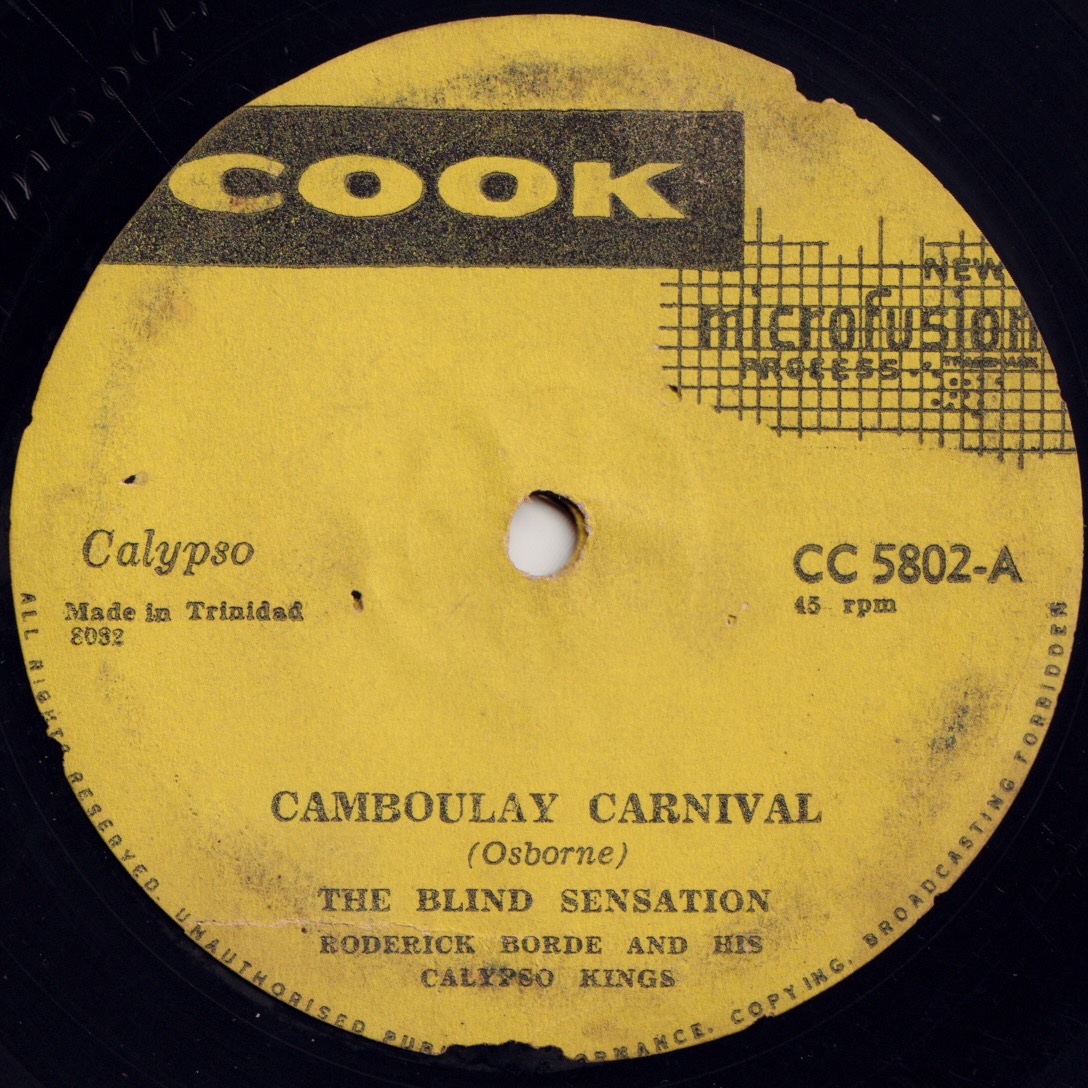 COOK
NEW
microfusion
PROCESS
Calypso
CC 5802-A
Made in Trinidad
45 rpm
8082
CAMBOULAY CARNIVAL
(Osborne)
THE BLIND SENSATION
RODERICK BORDE AND HIS
CALYPSO KINGS
ALL RIGHTS RESERVED. UNAUTHORISED COPYING, BROADCASTING FORBIDDEN